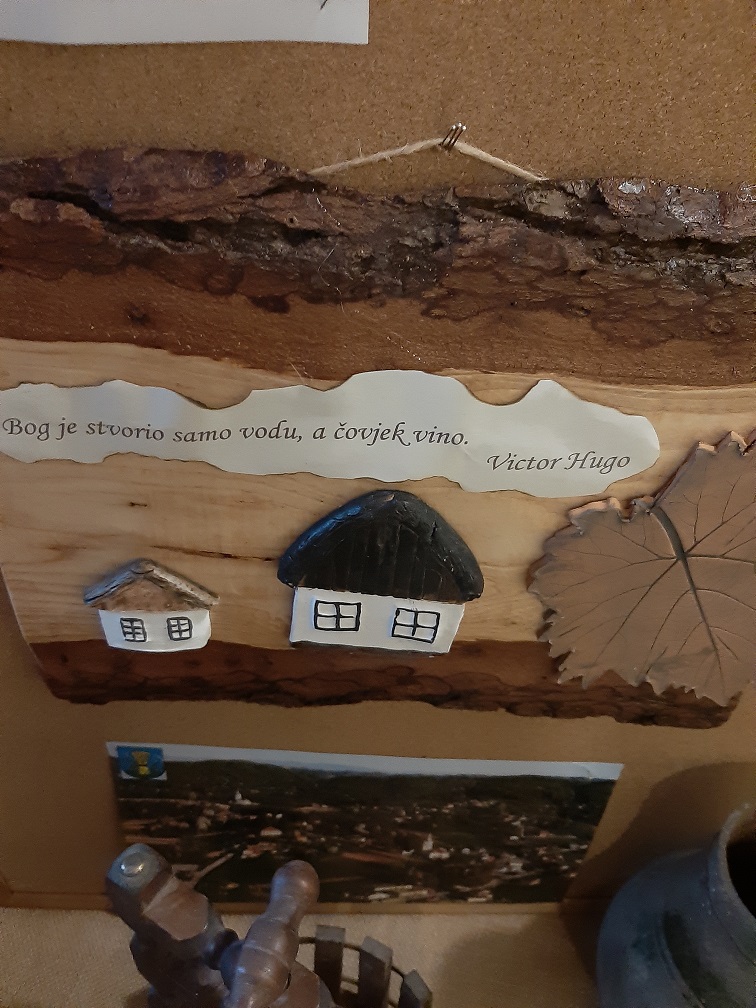 Bog je stvorio samo vodu, a čovjek vino.
Victor Hugo